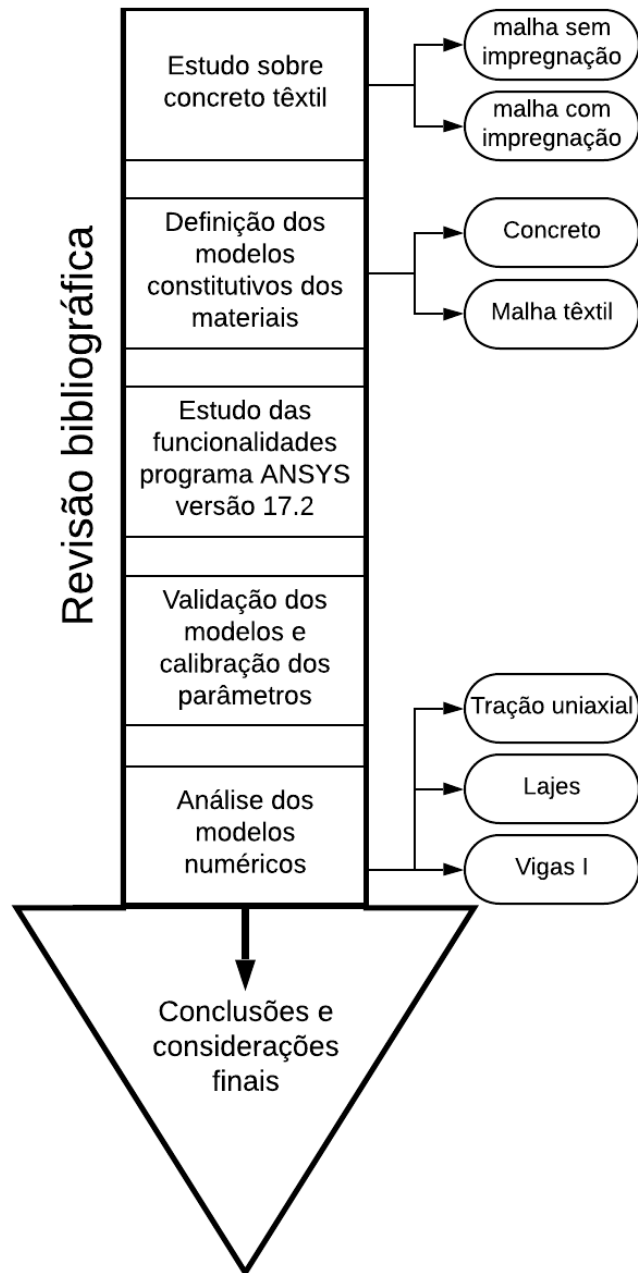 Revisão bibliográfica
Estudo sobre
concreto têxtil
malha sem
impregnação
malha com
impregnação
Definição dos
modelos
constitutivos dos
materiais
Concreto
Malha têxtil
Estudo das
funcionalidades
programa ANSYS
versão 17.2
Validação dos
modelos e
calibração dos
parâmetros
Análise dos
modelos
numéricos
Tração uniaxial
Lajes
Vigas I
Conclusões e
considerações
finais